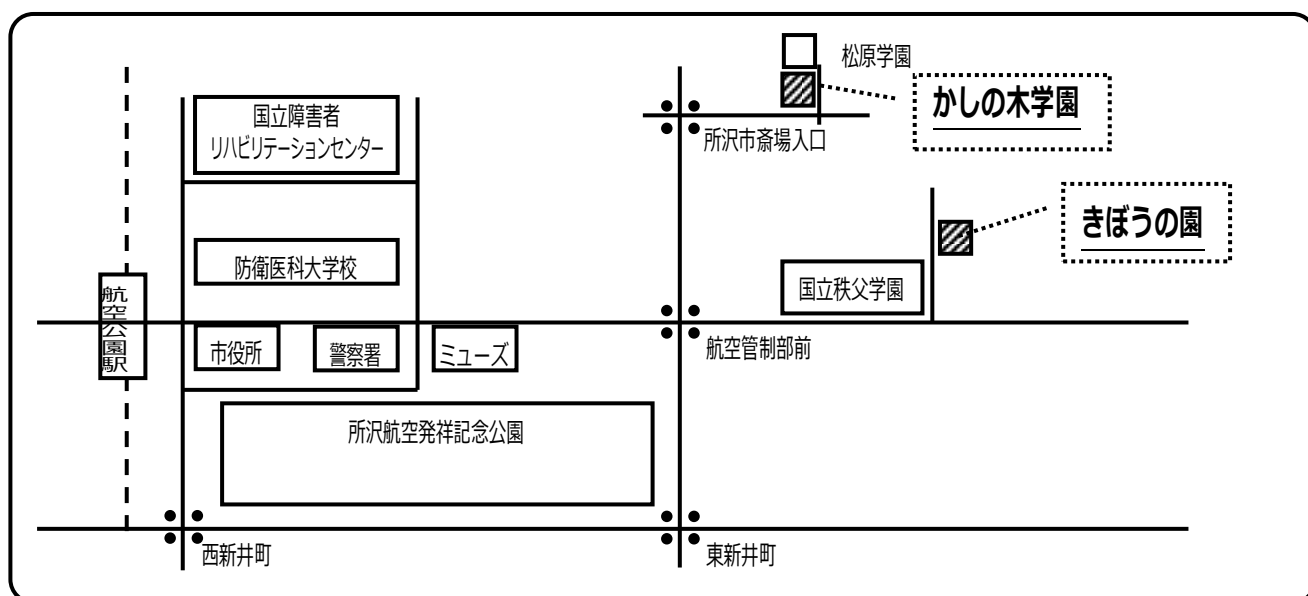 松原学園
かしの木学園
国立障害者
リハビリテーションセンター
所沢市斎場入口
きぼうの園
防衛医科大学校
国立秩父学園
航空公園駅
市役所
警察署
ミューズ
航空管制部前
所沢航空発祥記念公園
西新井町
東新井町